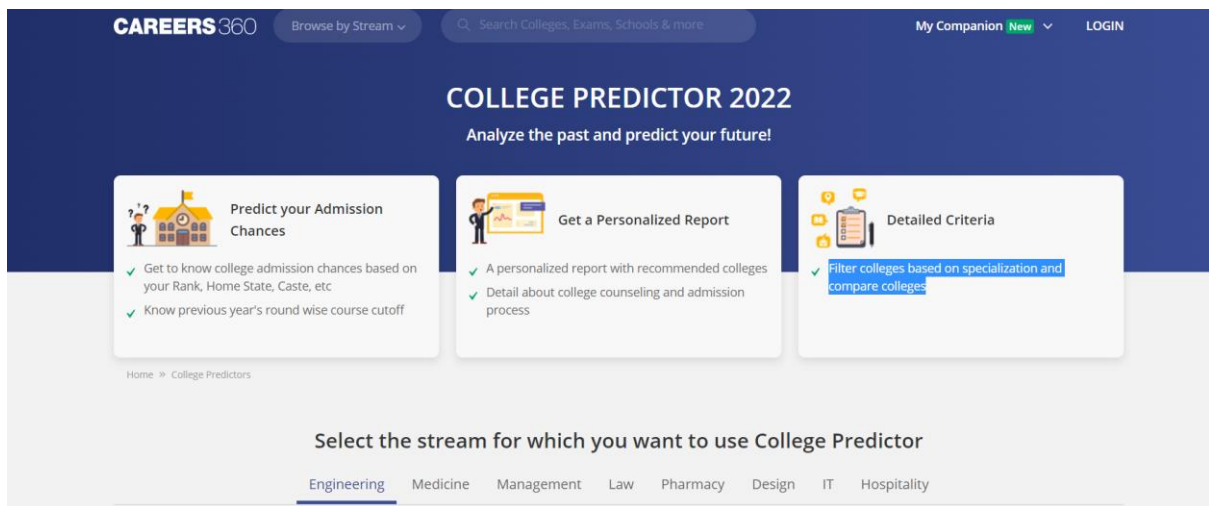 CAREERS360 Browse by Stream Search Colleges, Exams, Schools & more My Companion New LOGIN
COLLEGE PREDICTOR 2022
Analyze the past and predict your future!
Predict your Admission
Chances
Get to know college admission chances based on
your Rank, Home State, Caste, etc
Know previous year's round wise course cutoff
Get a Personalized Report
A personalized report with recommended colleges
Detail about college counseling and admission
process
Detailed Criteria
Filter colleges based on specialization and
compare colleges
Home » College Predictors
Select the stream for which you want to use College Predictor
Engineering Medicine Management Law Pharmacy Design IT Hospitality